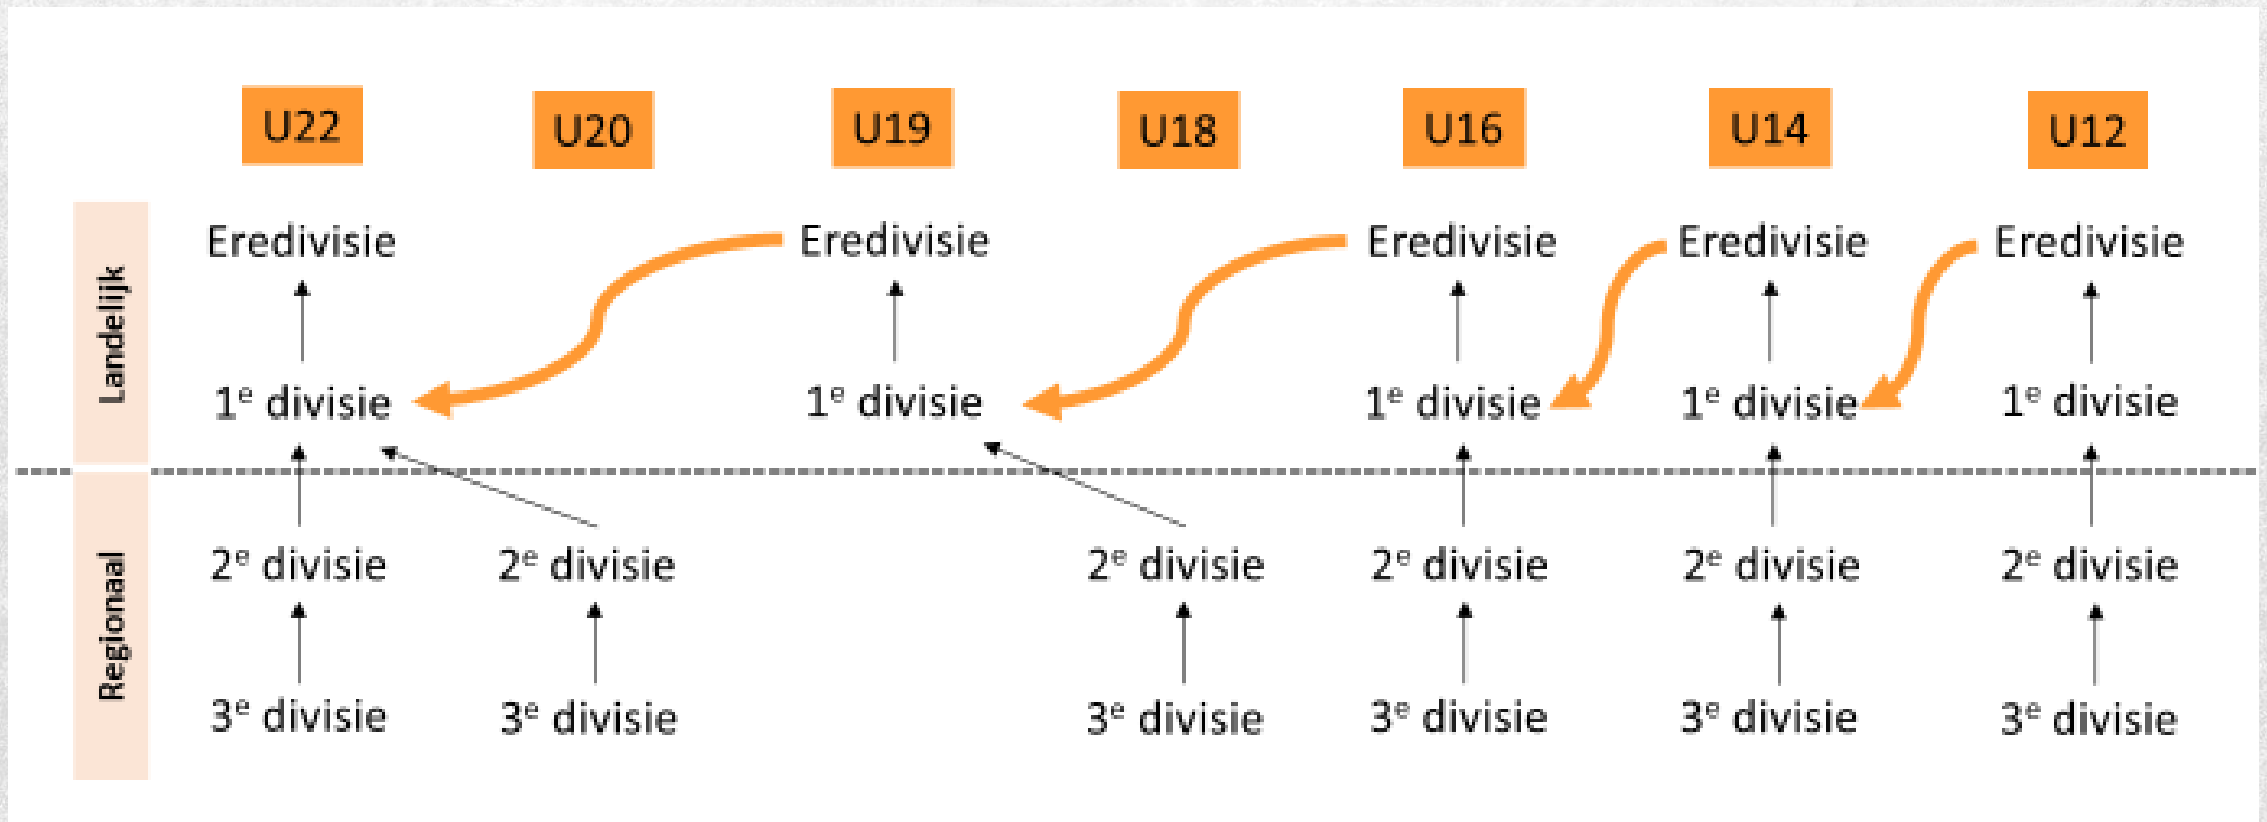 U22 U20 U19 U18 U16 U14 U12
Landelijk
Eredivisie Eredivisie Eredivisie Eredivisie Eredivisie
1e divisie 1e divisie 1e divisie 1e divisie 1e divisie
Regionaal
2e divisie 2e divisie 2e divisie 2e divisie 2e divisie 2e divisie
3e divisie 3e divisie 3e divisie 3e divisie 3e divisie 3e divisie